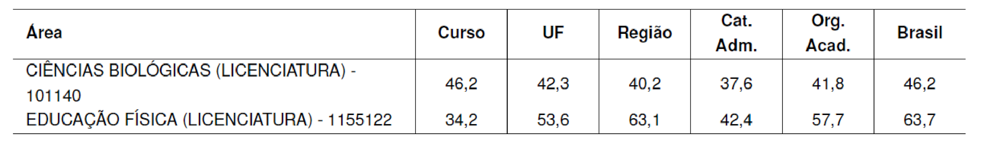 Área Curso UF Região Cat. Adm. Org. Acad. Brasil
CIÊNCIAS BIOLÓGICAS (LICENCIATURA) -
101140 46,2 42,3 40,2 37,6 41,8 46,2
EDUCAÇÃO FÍSICA (LICENCIATURA) - 1155122 34,2 53,6 63,1 42,4 57,7 63,7